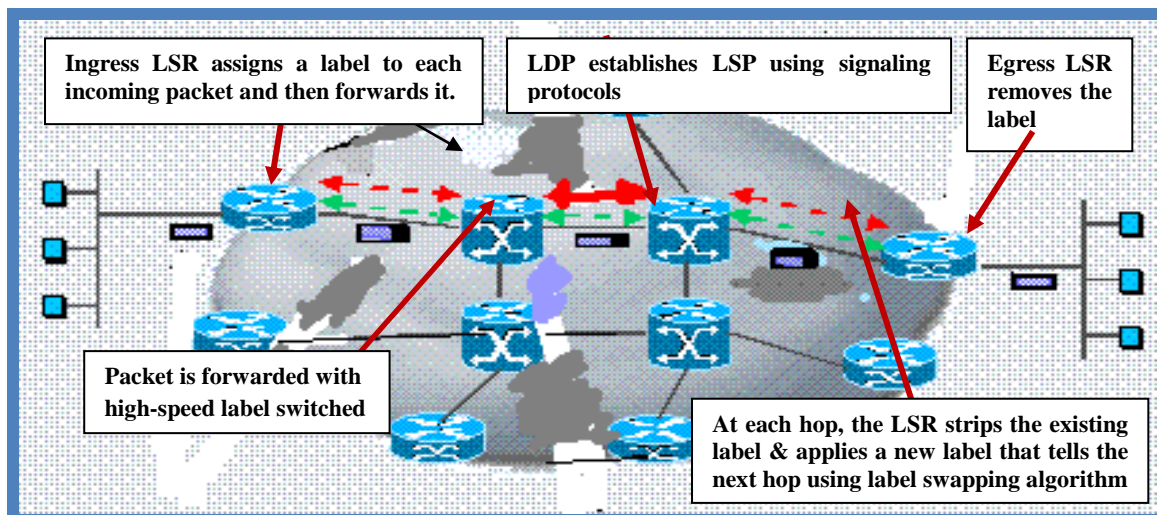 Ingress LSR assigns a label to each
incoming packet and then forwards it.
LDP establishes LSP using signaling
protocols
Egress LSR
removes the
label
Packet is forwarded with
high-speed label switched
At each hop, the LSR strips the existing
label & applies a new label that tells the
next hop using label swapping algorithm